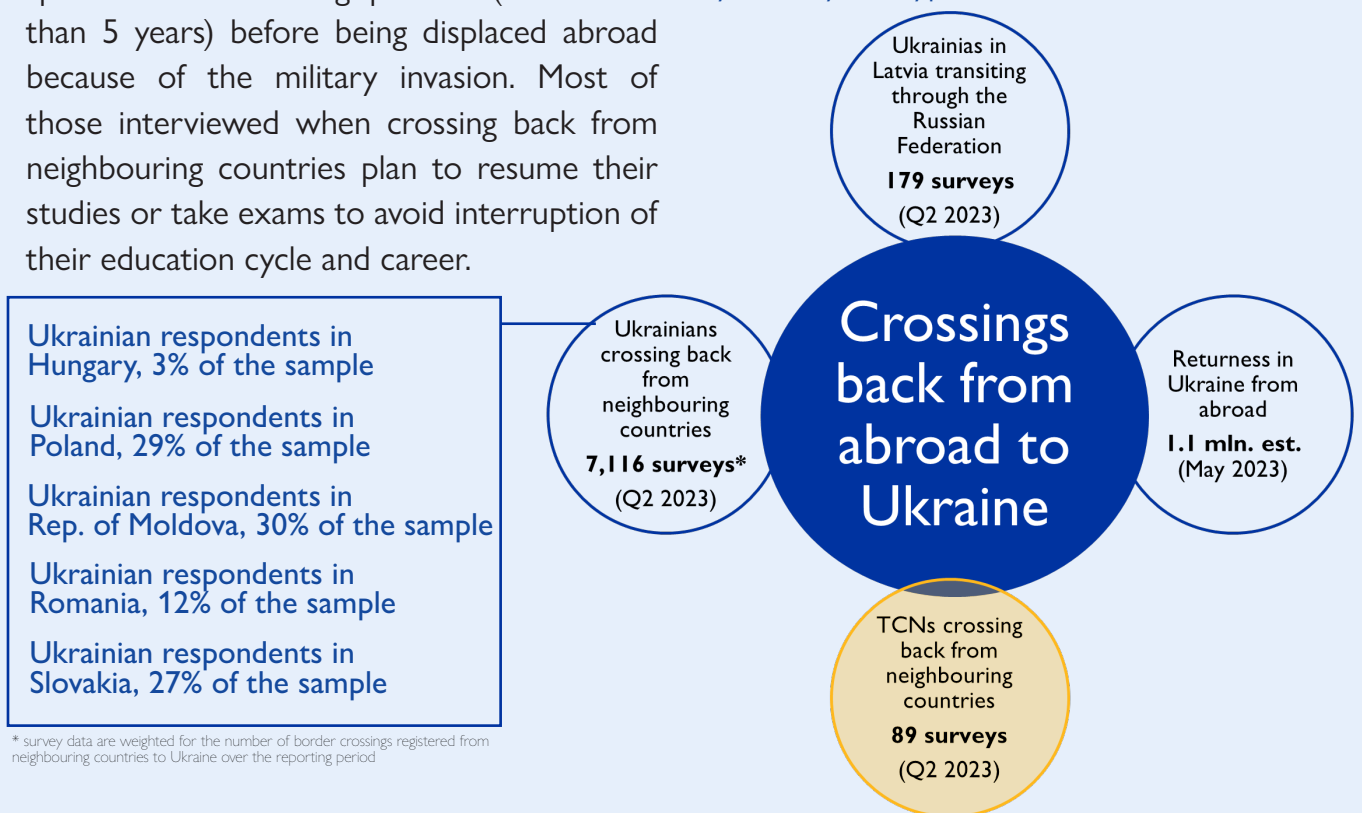 than 5 years) before being displaced abroad
because of the military invasion. Most of
those interviewed when crossing back from
neighbouring countries plan to resume their
studies or take exams to avoid interruption of
their education cycle and career.
Ukrainian respondents in
Hungary, 3% of the sample
Ukrainian respondents in
Poland, 29% of the sample
Ukrainian respondents in
Rep. of Moldova, 30% of the sample
Ukrainian respondents in
Romania, 12% of the sample
Ukrainian respondents in
Slovakia, 27% of the sample
* survey data are weighted for the number of border crossings registered from
neighbouring countries to Ukraine over the reporting period
Ukrainias in
Latvia transiting
through the
Russian
Federation
179 surveys
(Q2 2023)
Ukrainians
crossing back
from
neighbouring
countries
7,116 surveys*
(Q2 2023)
Crossings
back from
abroad to
Ukraine
Returness in
Ukraine from
abroad
1.1 mln. est.
(May 2023)
TCNs crossing
back from
neighbouring
countries
89 surveys
(Q2 2023)